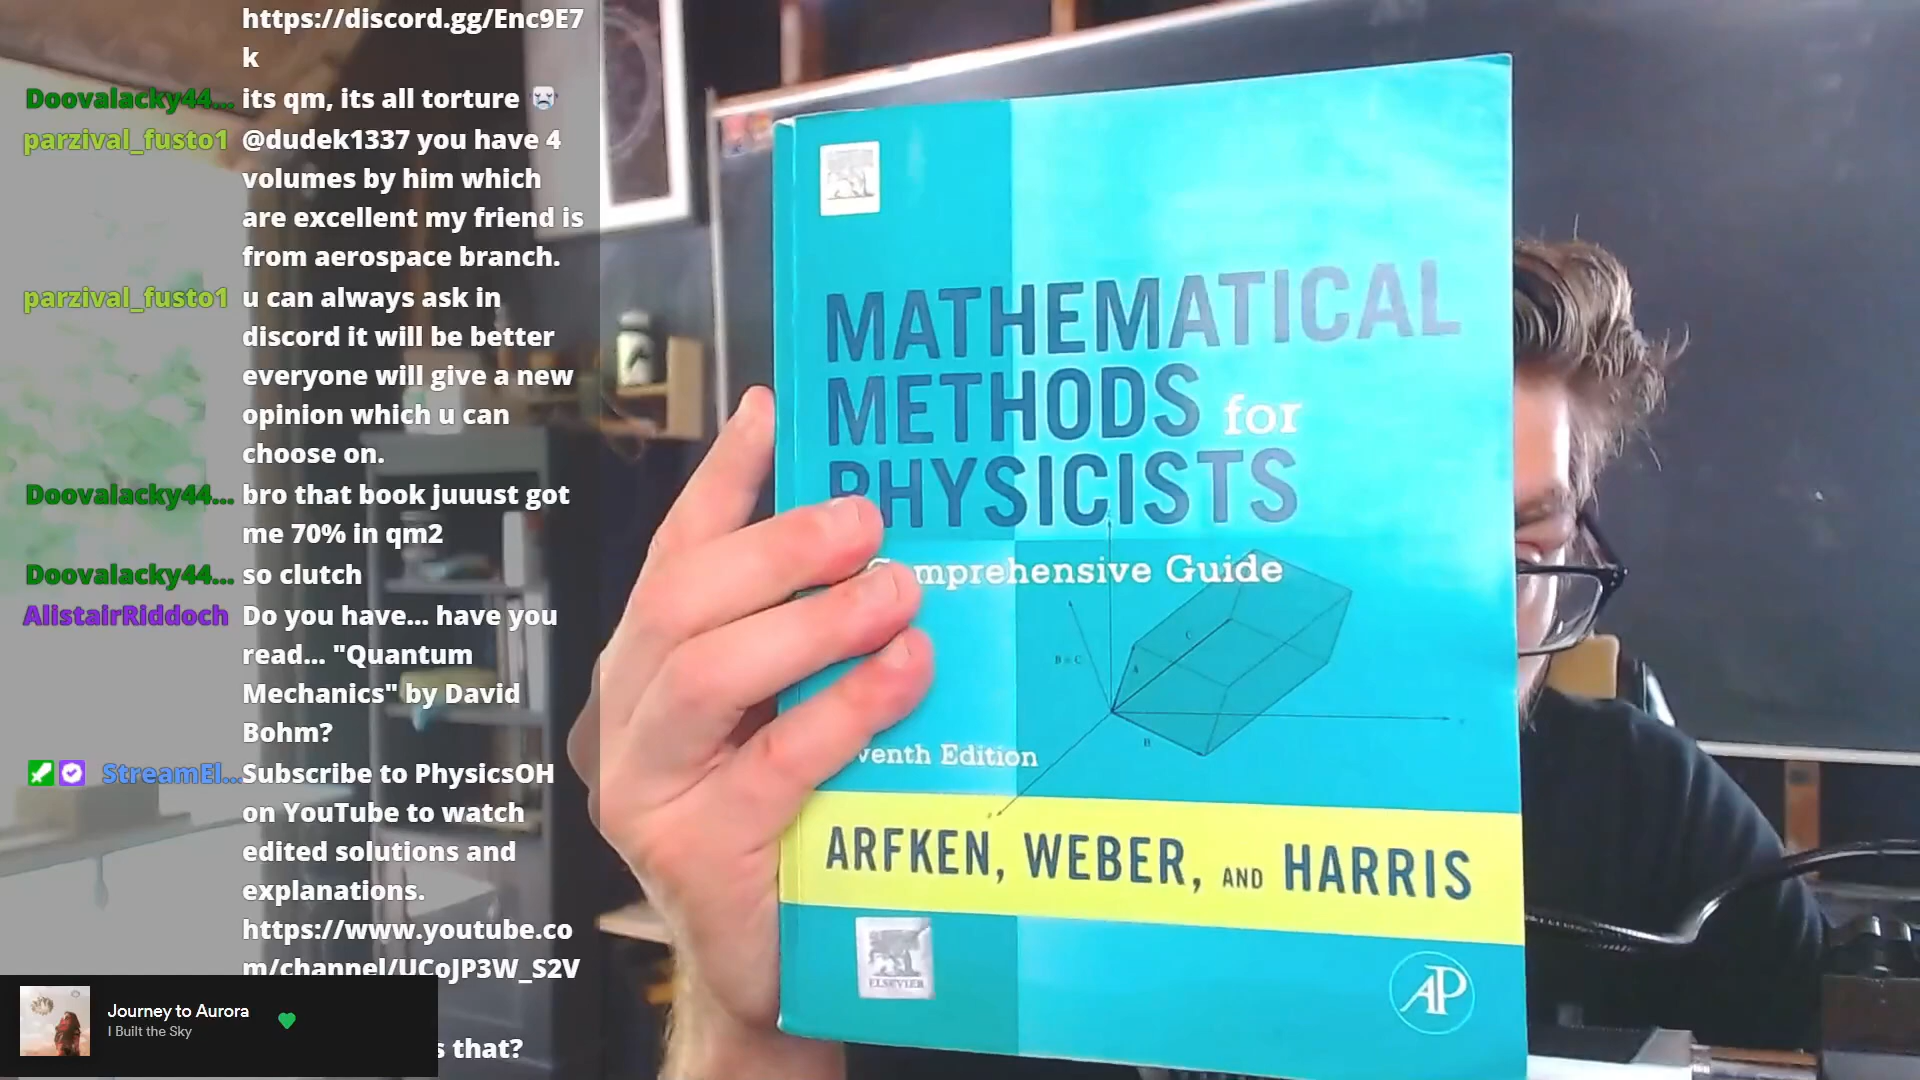 https://discord.gg/Enc9E7
k
Doovalacky44... its qm, its all torture
parzival_fusto1 @dudek1337 you have 4
volumes by him which
are excellent my friend is
from aerospace branch.
parzival_fusto1 u can always ask in
discord it will be better
everyone will give a new
opinion which u can
choose on.
Doovalacky44... bro that book juuust got
me 70% in qm2
Doovalacky44... so clutch
AlistairRiddoch Do you have... have you
read... "Quantum
Mechanics" by David
Bohm?
StreamEl... Subscribe to PhysicsOH
on YouTube to watch
edited solutions and
explanations.
https://www.youtube.co
m/channel/UCoJP3W_S2V
s that?
Journey to Aurora
I Built the Sky
MATHEMATICAL
METHODS for
PHYSICISTS
Comprehensive Guide
C
A
B
venth Edition
ARFKEN, WEBER, AND HARRIS
ELSEVIER
AP